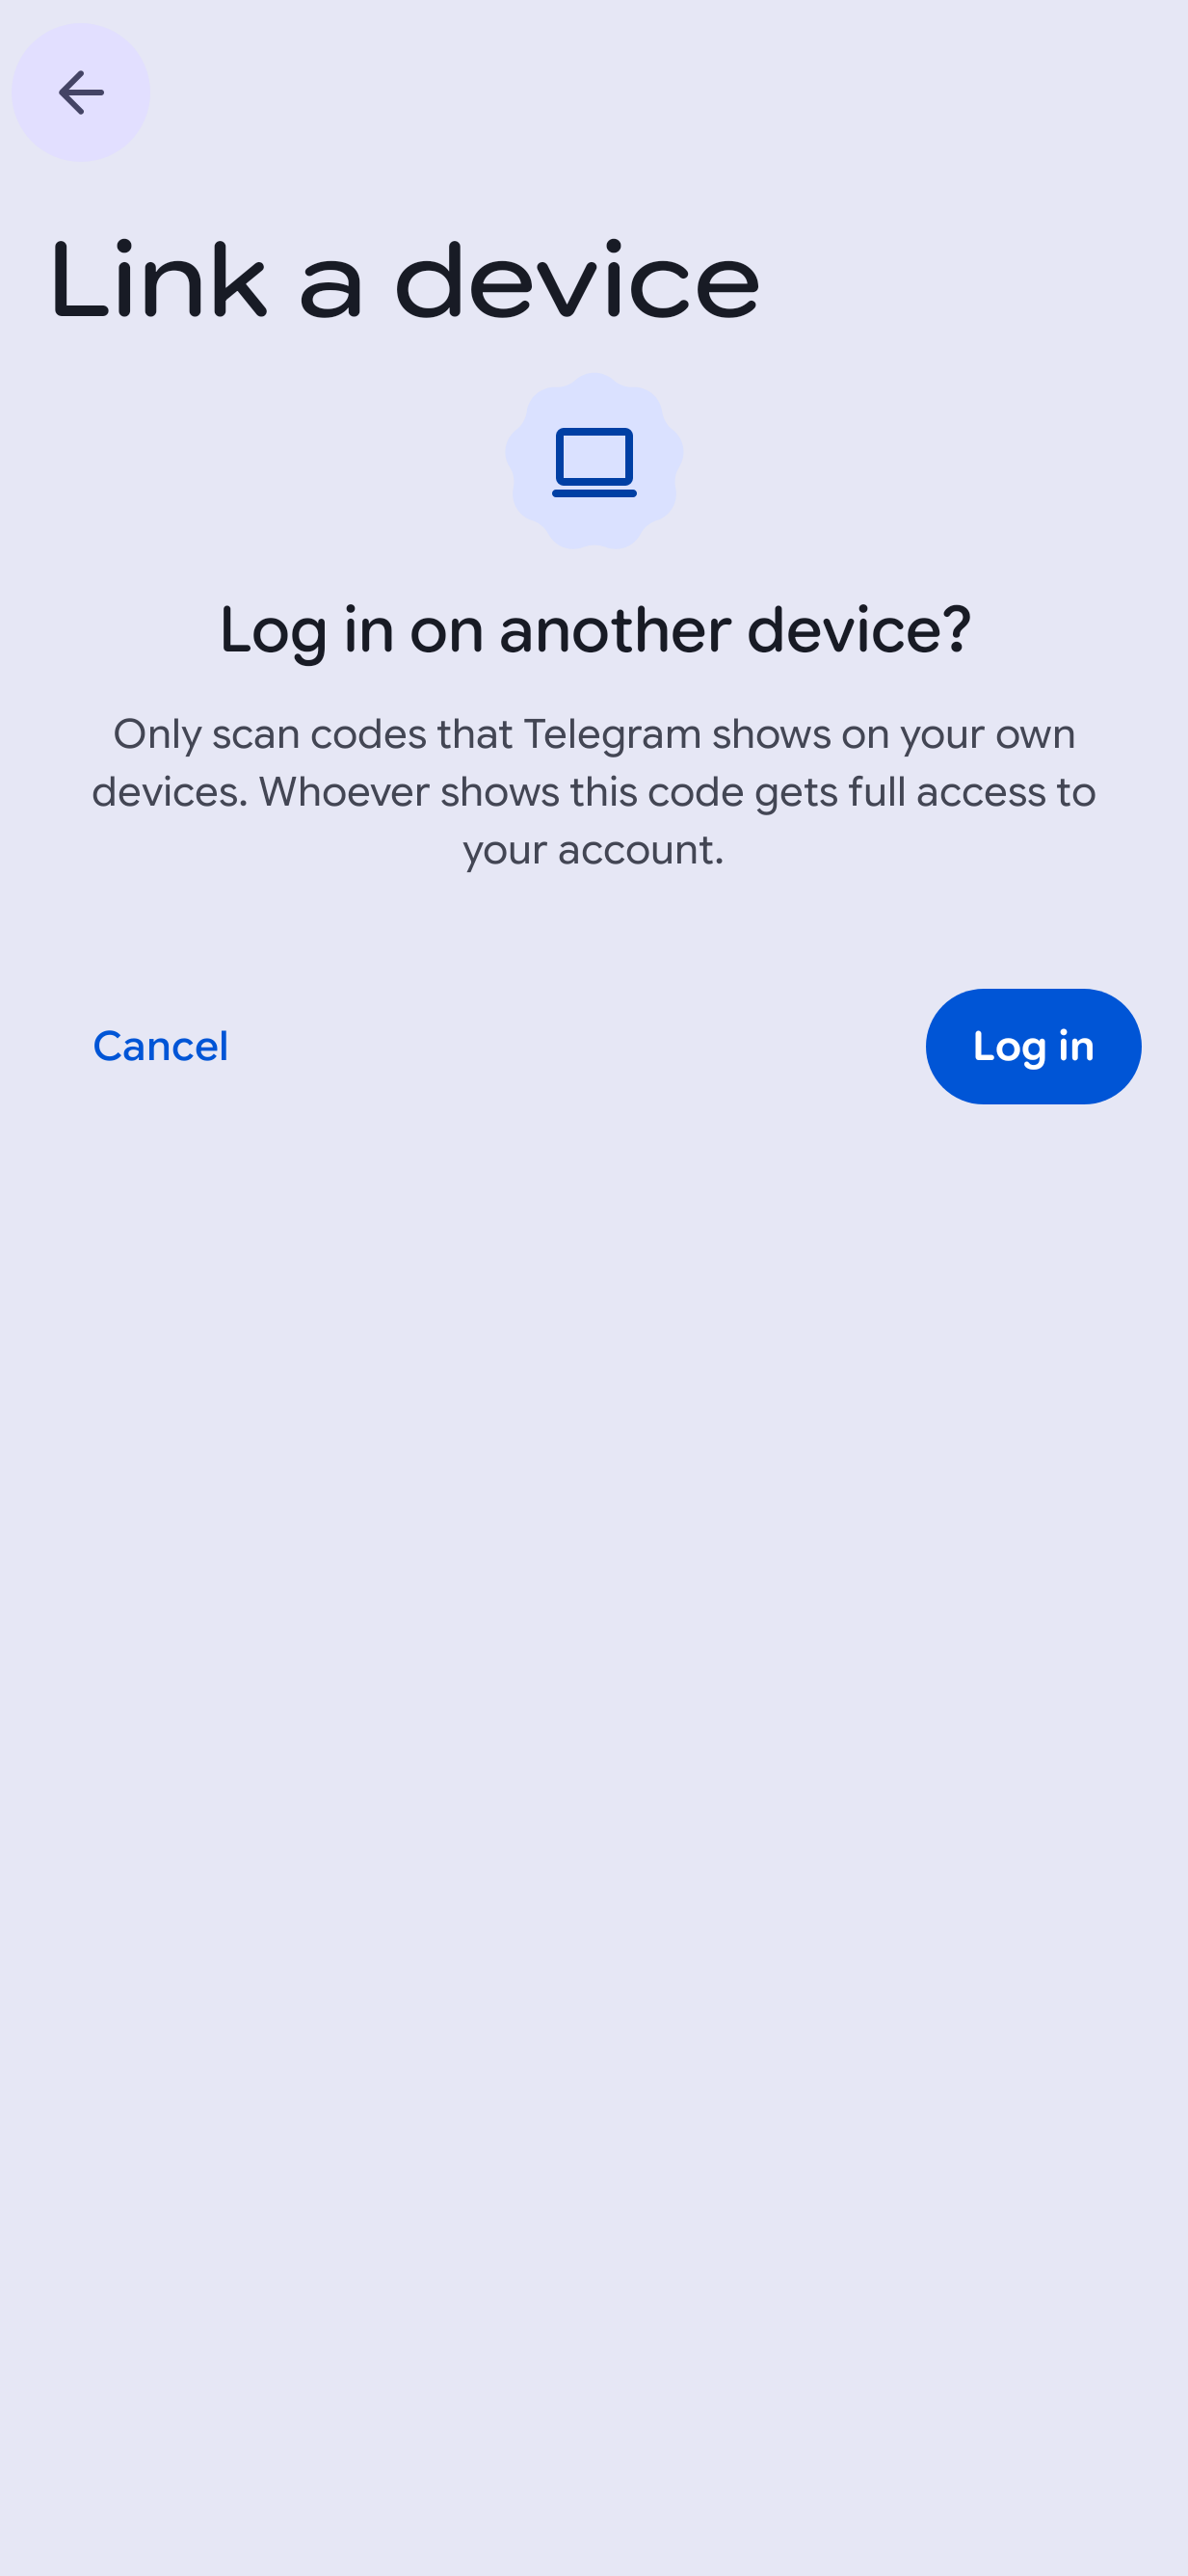 Link a device
Log in on another device?
Only scan codes that Telegram shows on your own
devices. Whoever shows this code gets full access to
your account.
Cancel
Log in